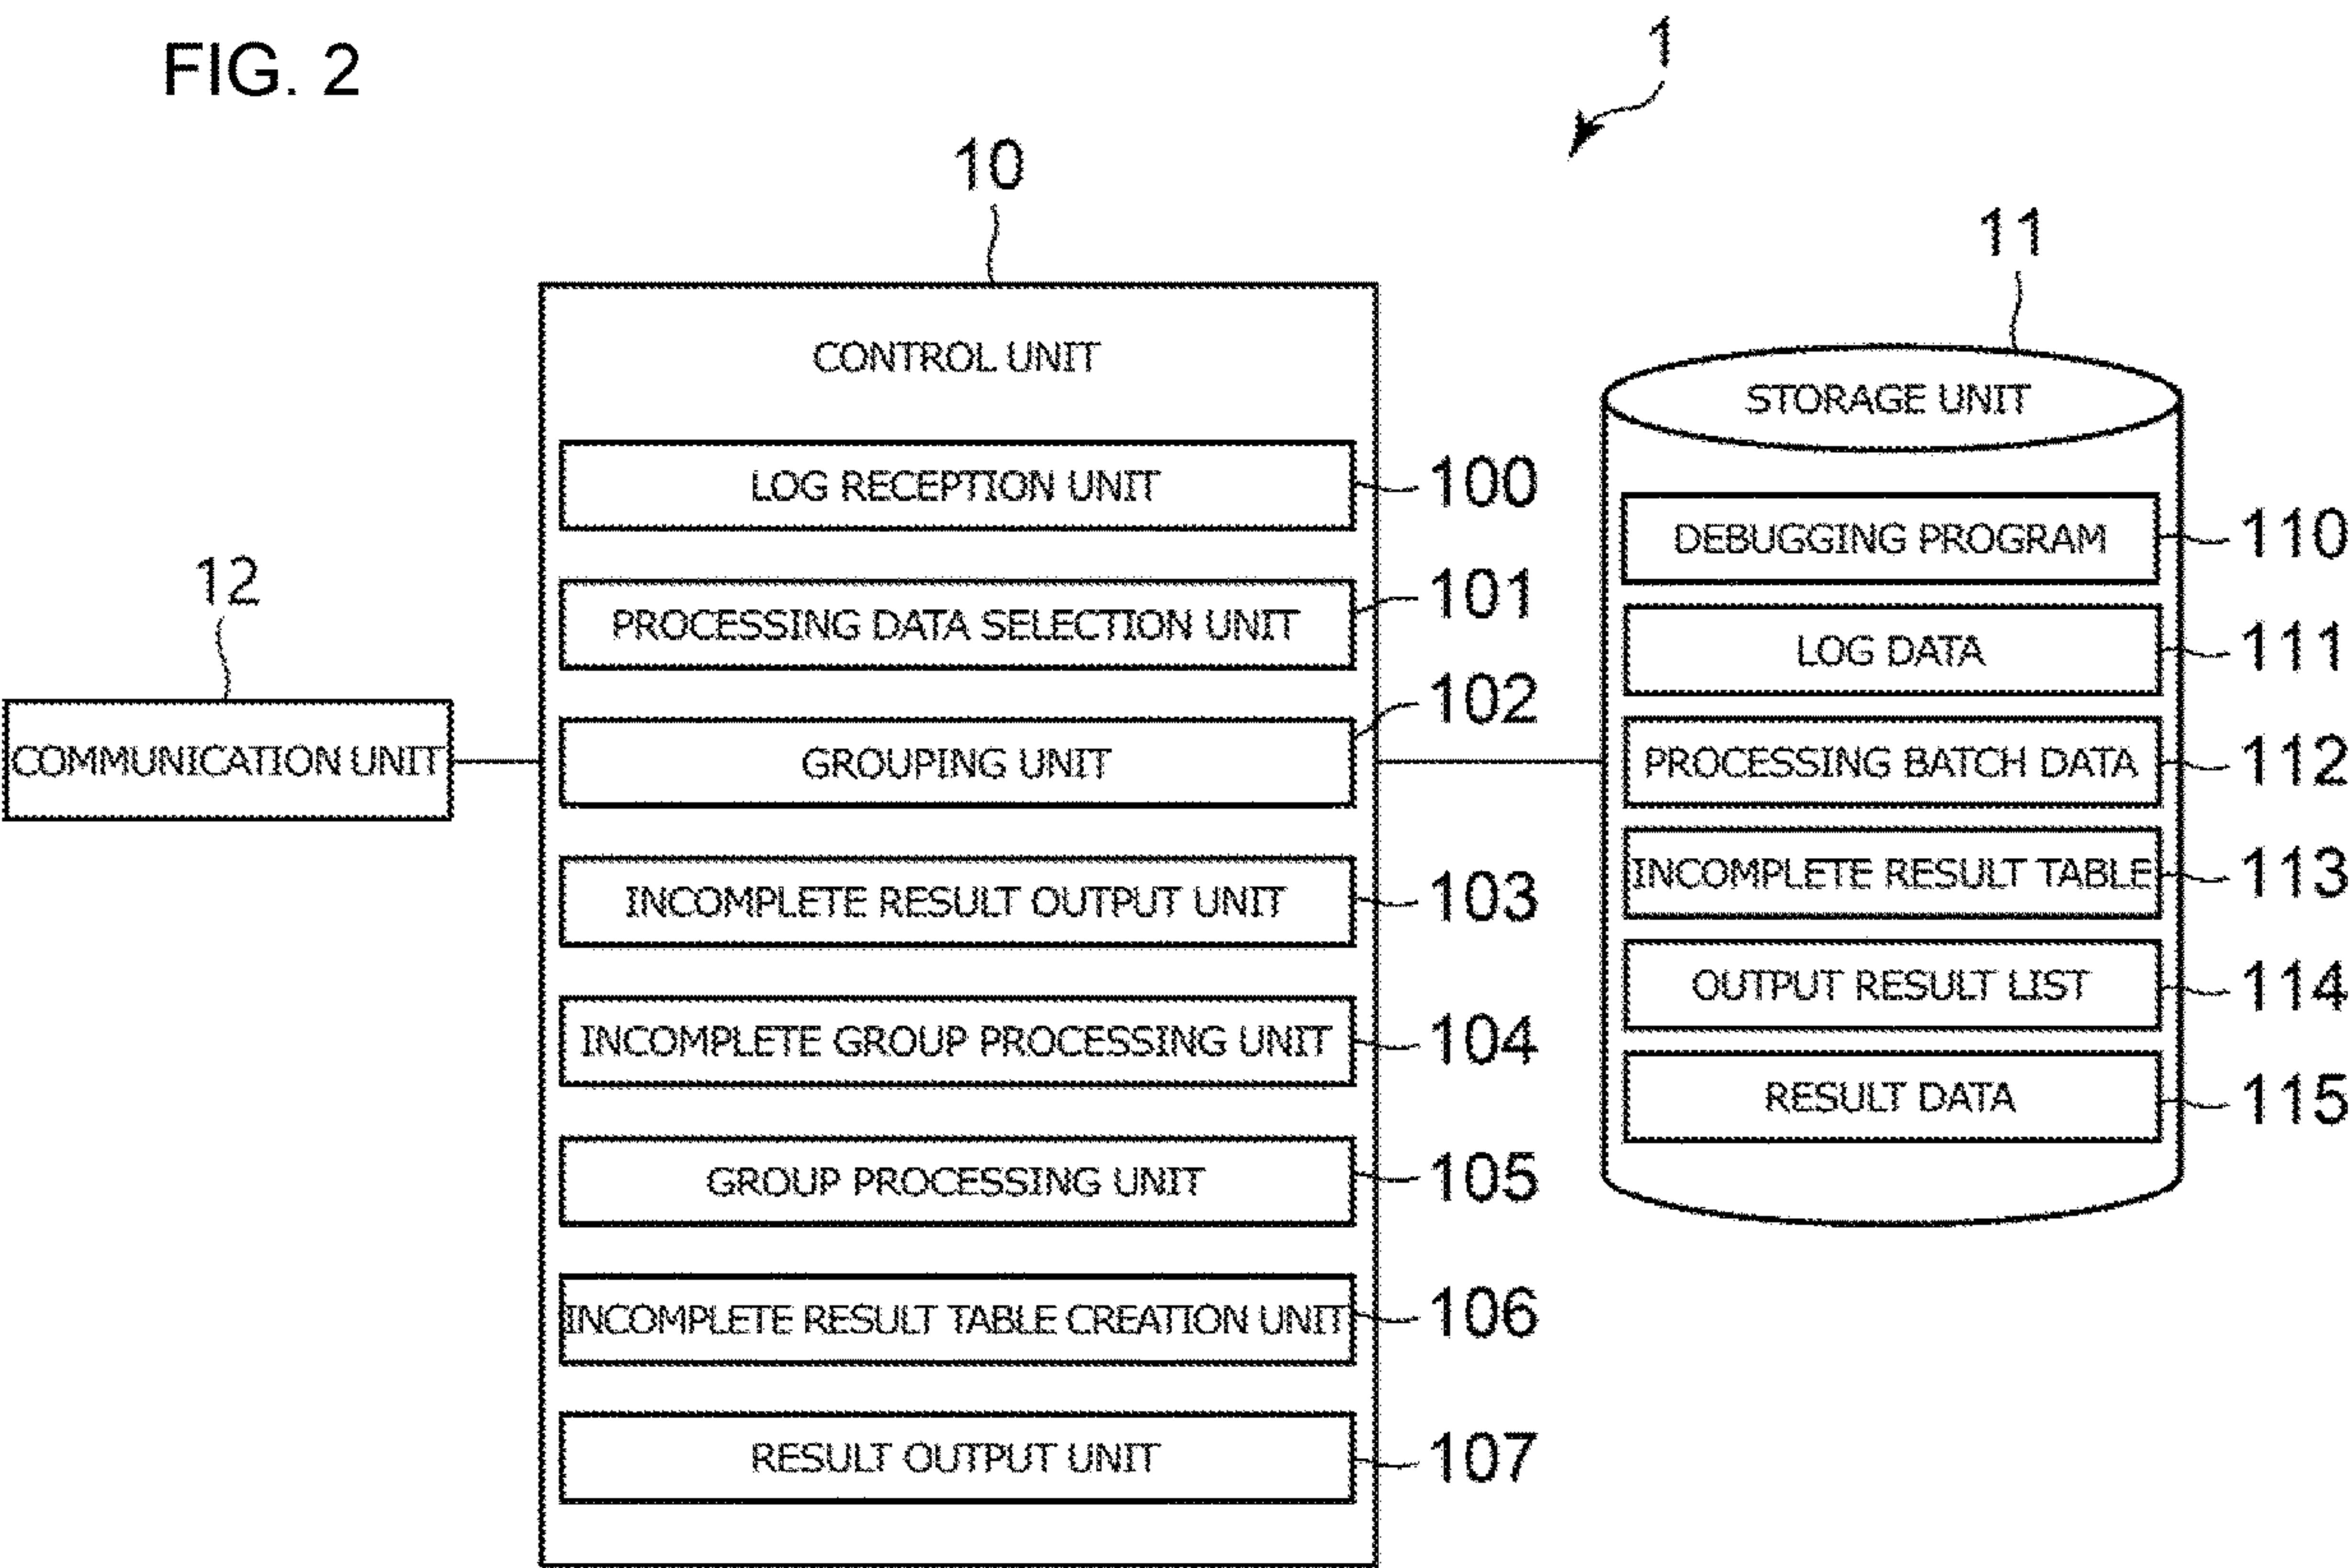 FIG. 2
1
10
11
12
CONTROL UNIT
STORAGE UNIT
COMMUNICATION UNIT
LOG RECEPTION UNIT
100
PROCESSING DATA SELECTION UNIT
101
GROUPING UNIT
102
INCOMPLETE RESULT OUTPUT UNIT
103
INCOMPLETE GROUP PROCESSING UNIT
104
GROUP PROCESSING UNIT
105
INCOMPLETE RESULT TABLE CREATION UNIT
106
RESULT OUTPUT UNIT
107
DEBUGGING PROGRAM
110
LOG DATA
111
PROCESSING BATCH DATA
112
INCOMPLETE RESULT TABLE
113
OUTPUT RESULT LIST
114
RESULT DATA
115